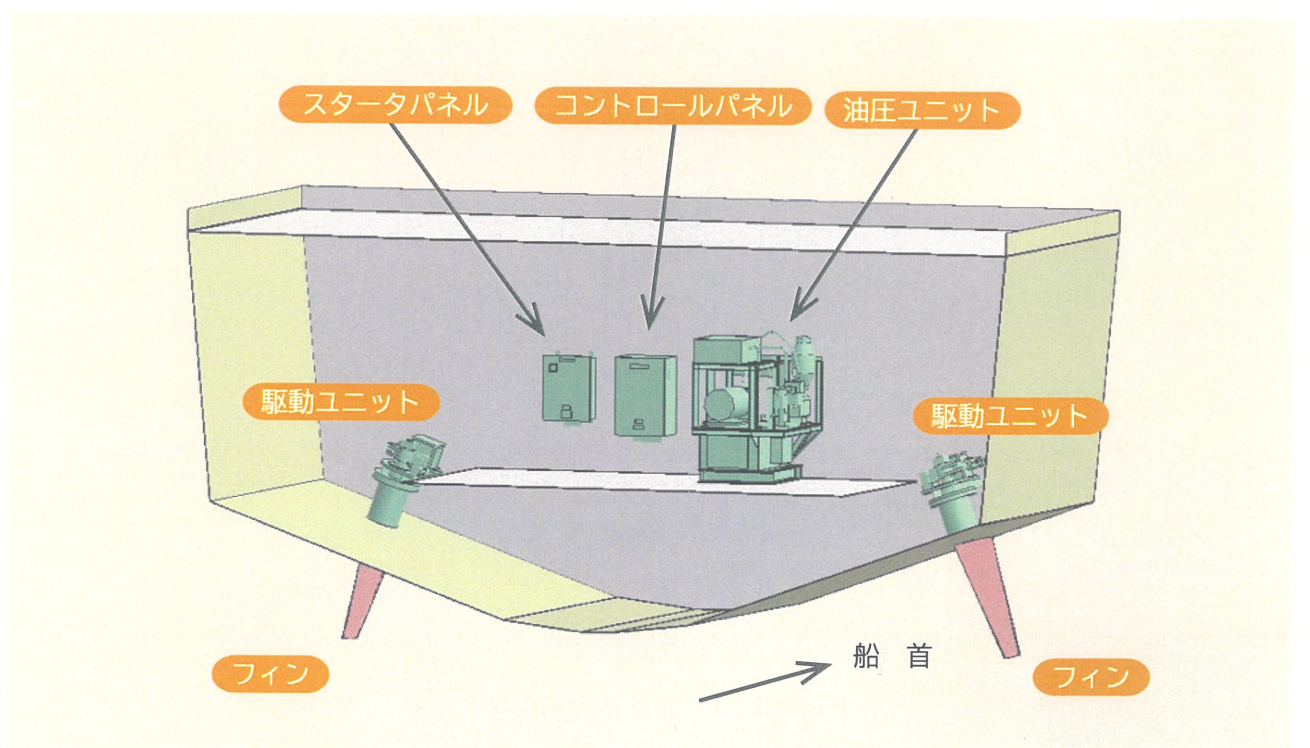 スタータパネル
コントロールパネル
油圧ユニット
駆動ユニット
駆動ユニット
船 首
フィン
フィン